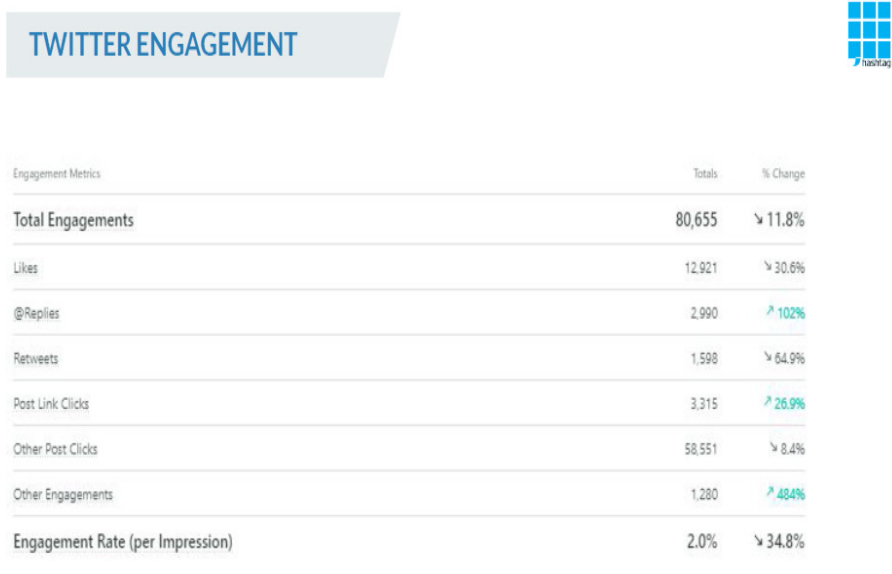 TWITTER ENGAGEMENT
hashtag
Engagement Metrics Totals % Change
Total Engagements 80,655 ↘ 11.8%
Likes 12,921 ↘ 30.6%
@Replies 2,990 ↗ 102%
Retweets 1,598 ↘ 64.9%
Post Link Clicks 3,315 ↗ 26.9%
Other Post Clicks 58,551 ↘ 8.4%
Other Engagements 1,280 ↗ 484%
Engagement Rate (per Impression) 2.0% ↘ 34.8%